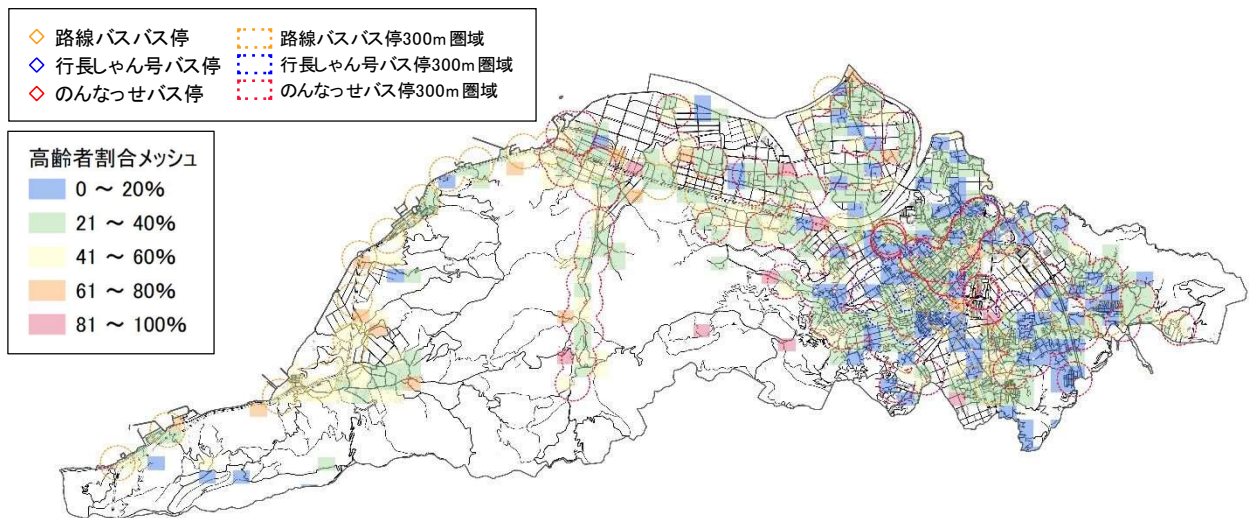 路線バスバス停
行長しゃん号バス停
のんなっせバス停
路線バスバス停300m圏域
行長しゃん号バス停300m圏域
のんなっせバス停300m圏域
高齢者割合メッシュ
0 ～ 20%
21 ～ 40%
41 ～ 60%
61 ～ 80%
81 ～ 100%